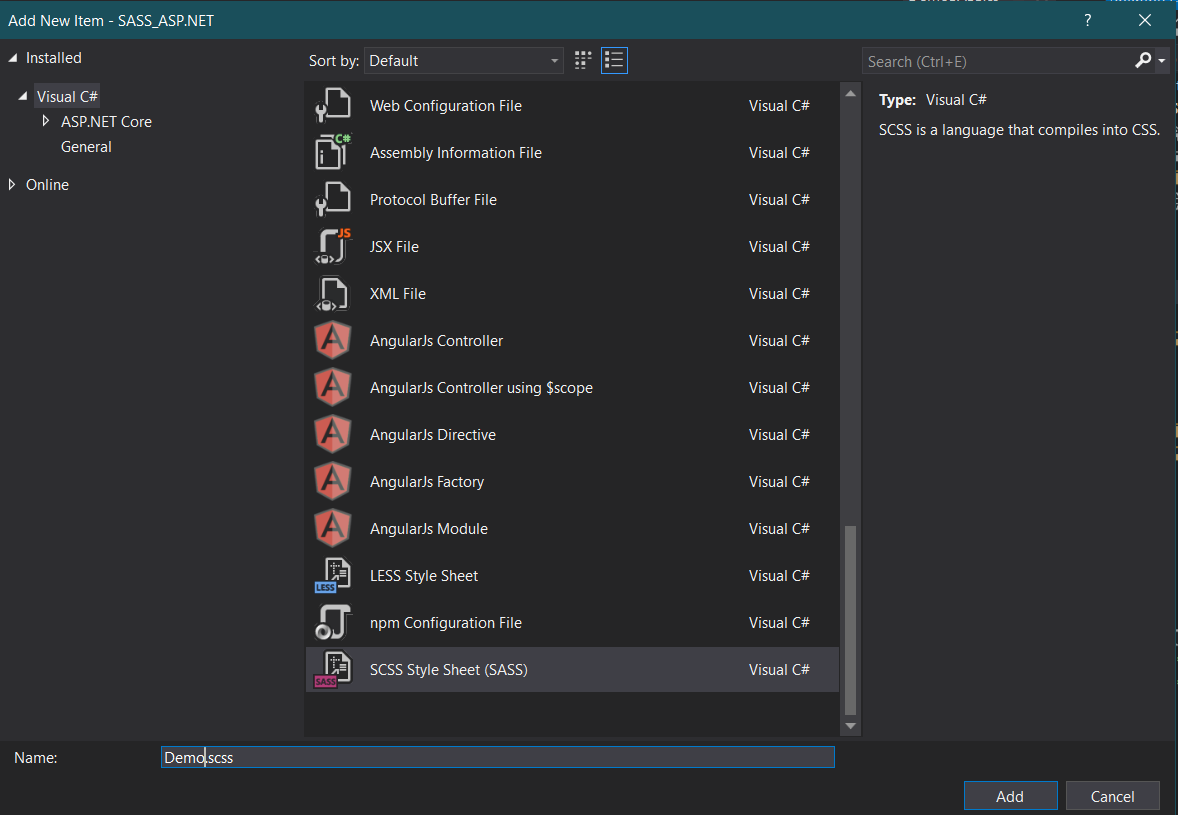 Add New Item - SASS_ASP.NET
?
Installed
Sort by: Default
Search (Ctrl+E)
Visual C#
ASP.NET Core
General
Online
Web Configuration File Visual C#
C#
Assembly Information File Visual C#
Protocol Buffer File Visual C#
JS
JSX File Visual C#
XML File Visual C#
A
AngularJs Controller Visual C#
A
AngularJs Controller using $scope Visual C#
A
AngularJs Directive Visual C#
A
AngularJs Factory Visual C#
A
AngularJs Module Visual C#
LESS
LESS Style Sheet Visual C#
npm Configuration File Visual C#
SASS
SCSS Style Sheet (SASS) Visual C#
Type: Visual C#
SCSS is a language that compiles into CSS.
Name: Demo.scss
Add Cancel